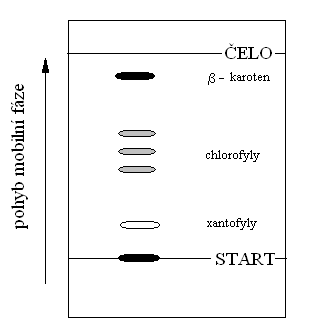 ČELO
β - karoten
chlorofyly
xantofyly
START
pohyb mobilní fáze